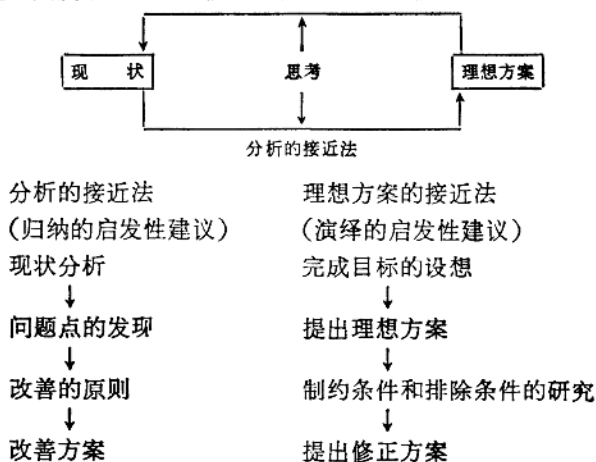 现 状 思考 理想方案
分析的接近法
分析的接近法 理想方案的接近法
(归纳的启发性建议) (演绎的启发性建议)
现状分析 完成目标的设想
↓ ↓
问题点的发现 提出理想方案
↓ ↓
改善的原则 制约条件和排除条件的研究
↓ ↓
改善方案 提出修正方案